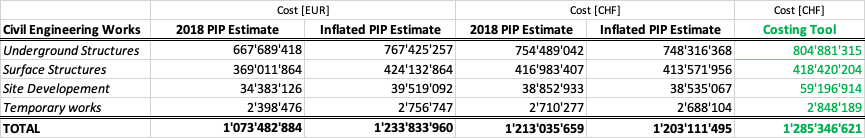 Cost [EUR] Cost [CHF] Cost [CHF]
Civil Engineering Works 2018 PIP Estimate Inflated PIP Estimate 2018 PIP Estimate Inflated PIP Estimate Costing Tool
Underground Structures 667'689'418 767'425'257 754'489'042 748'316'368 804'881'315
Surface Structures 369'011'864 424'132'864 416'983'407 413'571'956 418'420'204
Site Developement 34'383'126 39'519'092 38'852'933 38'535'067 59'196'914
Temporary works 2'398'476 2'756'747 2'710'277 2'688'104 2'848'189
TOTAL 1'073'482'884 1'233'833'960 1'213'035'659 1'203'111'495 1'285'346'621